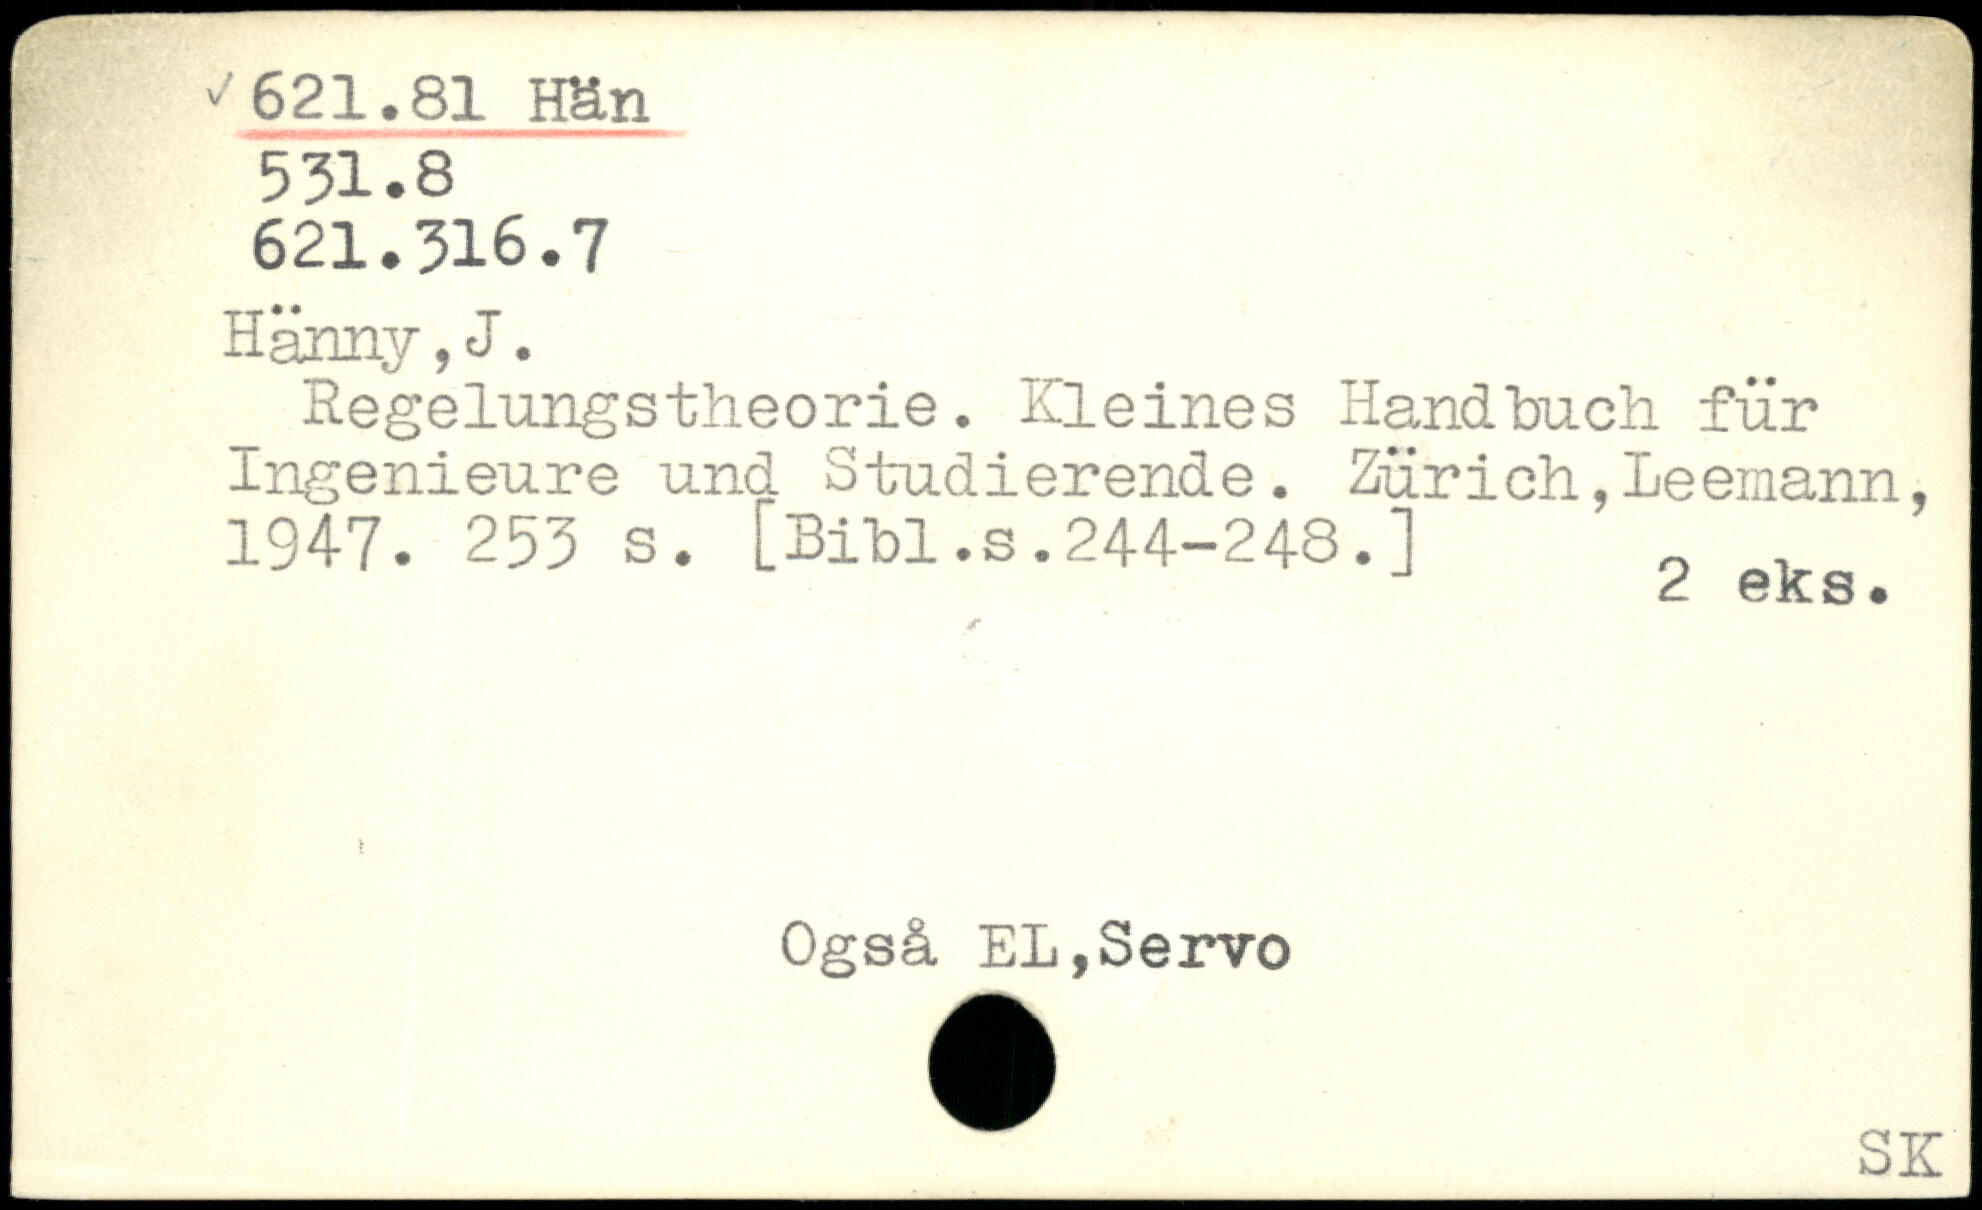 ✓ 621.81 Hän
531.8
621.316.7
Hänny,J.
Regelungstheorie. Kleines Handbuch für
Ingenieure und Studierende. Zürich,Leemann,
1947. 253 s. [Bibl.s.244-248.]
2 eks.
Også EL,Servo
SK